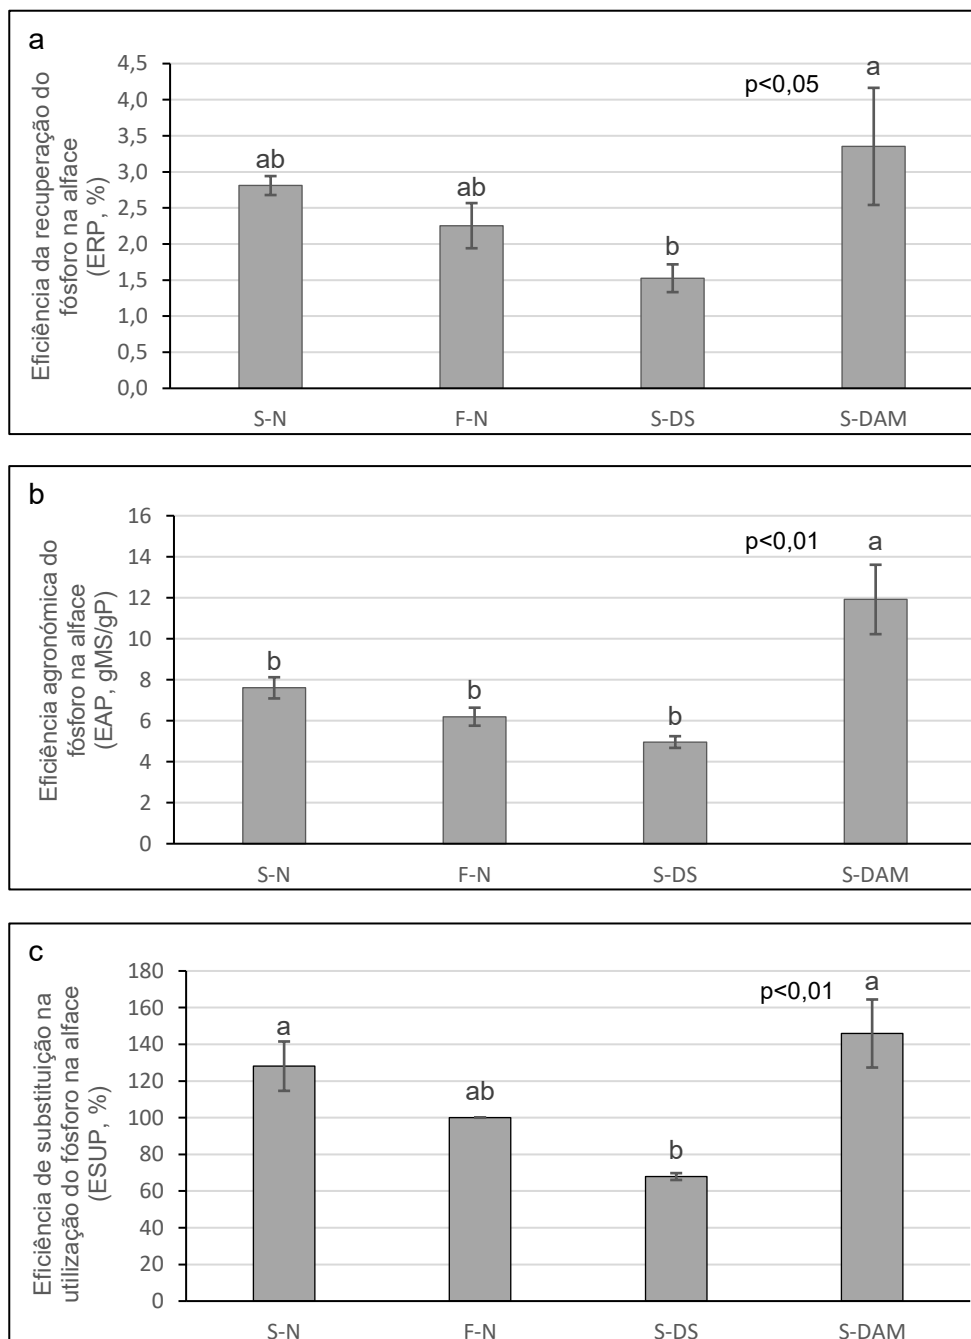 a
Eficiência da recuperação do
fósforo na alface
(ERP, %)
4,5
4,0
3,5
3,0
2,5
2,0
1,5
1,0
0,5
0,0
p<0,05
ab
ab
b
a
S-N
F-N
S-DS
S-DAM
b
Eficiência agronómica do
fósforo na alface
(EAP, gMS/gP)
16
14
12
10
8
6
4
2
0
p<0,01
b
b
b
a
S-N
F-N
S-DS
S-DAM
c
Eficiência de substituição na
utilização do fósforo na alface
(ESUP, %)
180
160
140
120
100
80
60
40
20
0
p<0,01
a
ab
b
a
S-N
F-N
S-DS
S-DAM